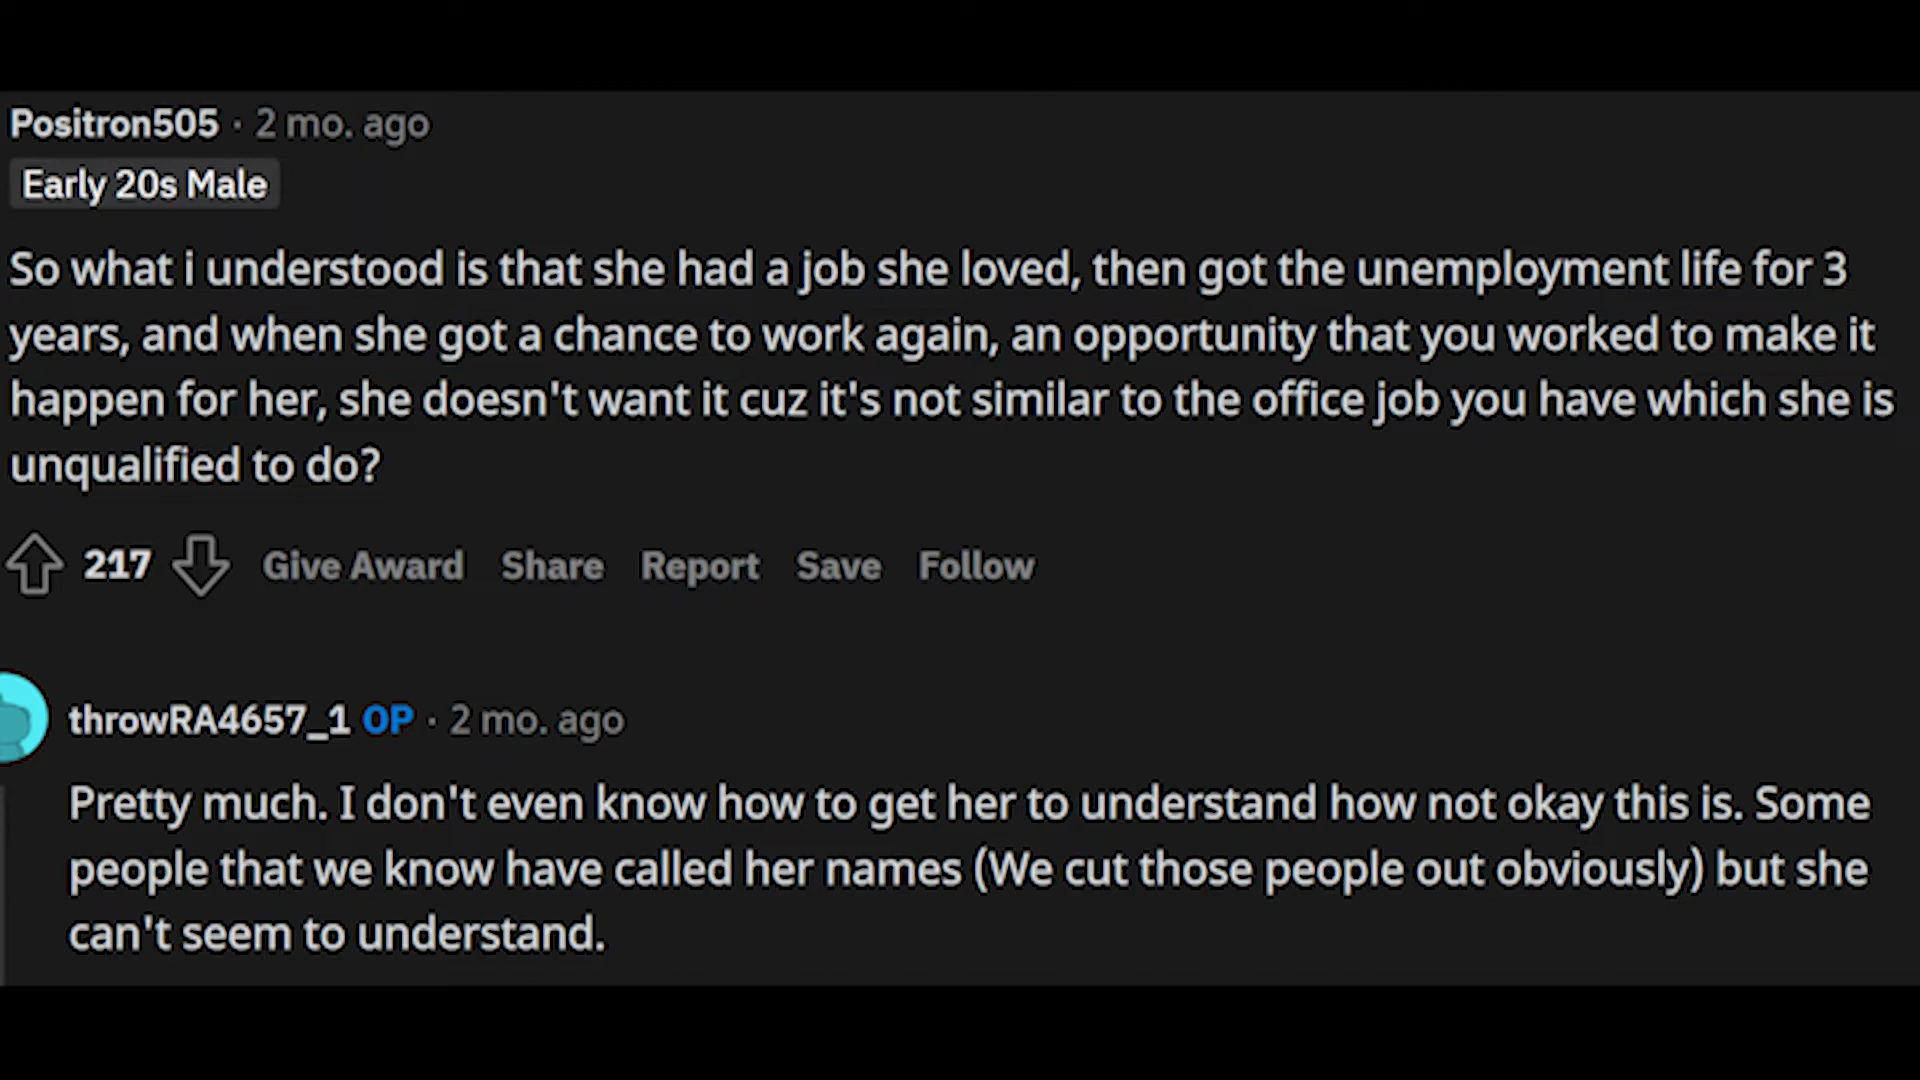 Positron505 · 2 mo. ago
Early 20s Male
So what i understood is that she had a job she loved, then got the unemployment life for 3
years, and when she got a chance to work again, an opportunity that you worked to make it
happen for her, she doesn't want it cuz it's not similar to the office job you have which she is
unqualified to do?
217 Give Award Share Report Save Follow
throwRA4657_1 OP · 2 mo. ago
Pretty much. I don't even know how to get her to understand how not okay this is. Some
people that we know have called her names (We cut those people out obviously) but she
can't seem to understand.